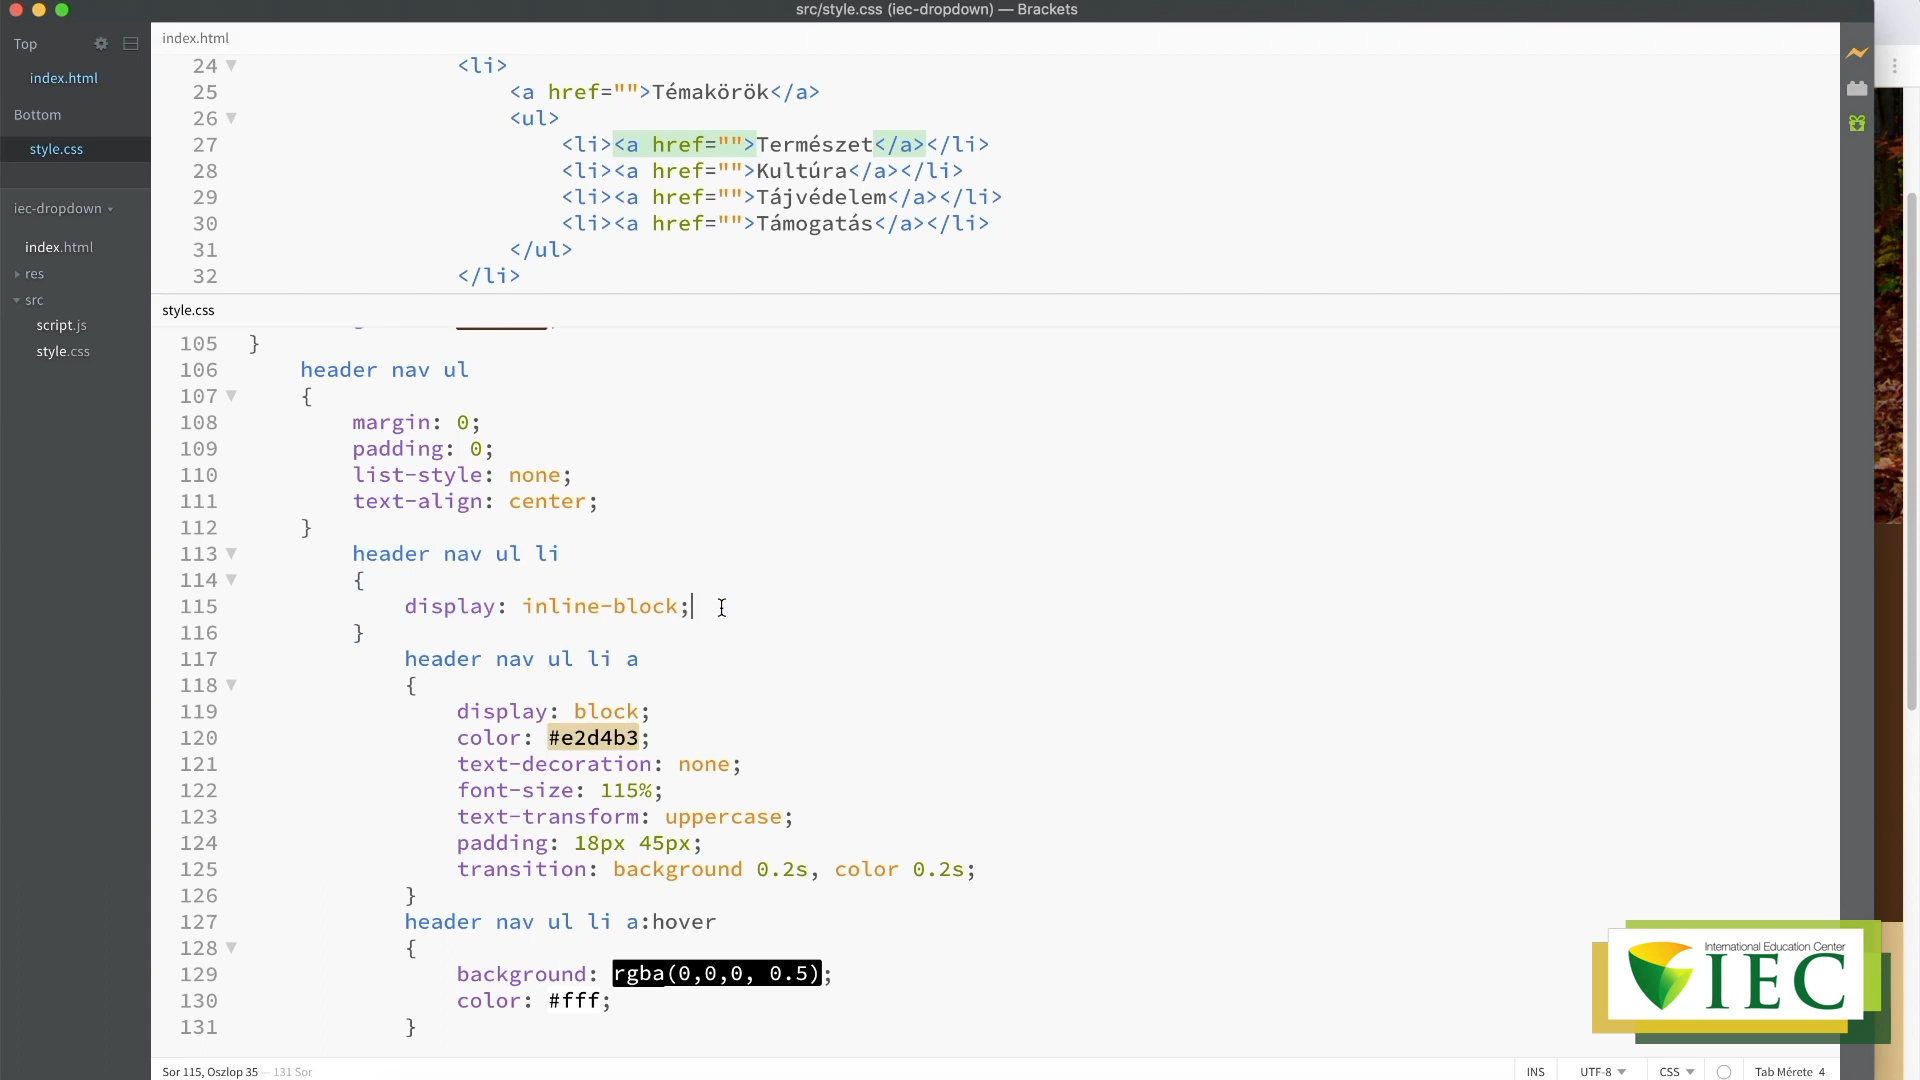 src/style.css (iec-dropdown) — Brackets
Top
index.html
Bottom
style.css
iec-dropdown
index.html
res
src
script.js
style.css
index.html
24 <li>
25 <a href="">Témakörök</a>
26 <ul>
27 <li><a href="">Természet</a></li>
28 <li><a href="">Kultúra</a></li>
29 <li><a href="">Tájvédelem</a></li>
30 <li><a href="">Támogatás</a></li>
31 </ul>
32 </li>
style.css
105 }
106 header nav ul
107 {
108 margin: 0;
109 padding: 0;
110 list-style: none;
111 text-align: center;
112 }
113 header nav ul li
114 {
115 display: inline-block;
116 }
117 header nav ul li a
118 {
119 display: block;
120 color: #e2d4b3;
121 text-decoration: none;
122 font-size: 115%;
123 text-transform: uppercase;
124 padding: 18px 45px;
125 transition: background 0.2s, color 0.2s;
126 }
127 header nav ul li a:hover
128 {
129 background: rgba(0,0,0, 0.5);
130 color: #fff;
131 }
International Education Center
IEC
Sor 115, Oszlop 35 — 131 Sor
INS UTF-8 CSS Tab Mérete 4